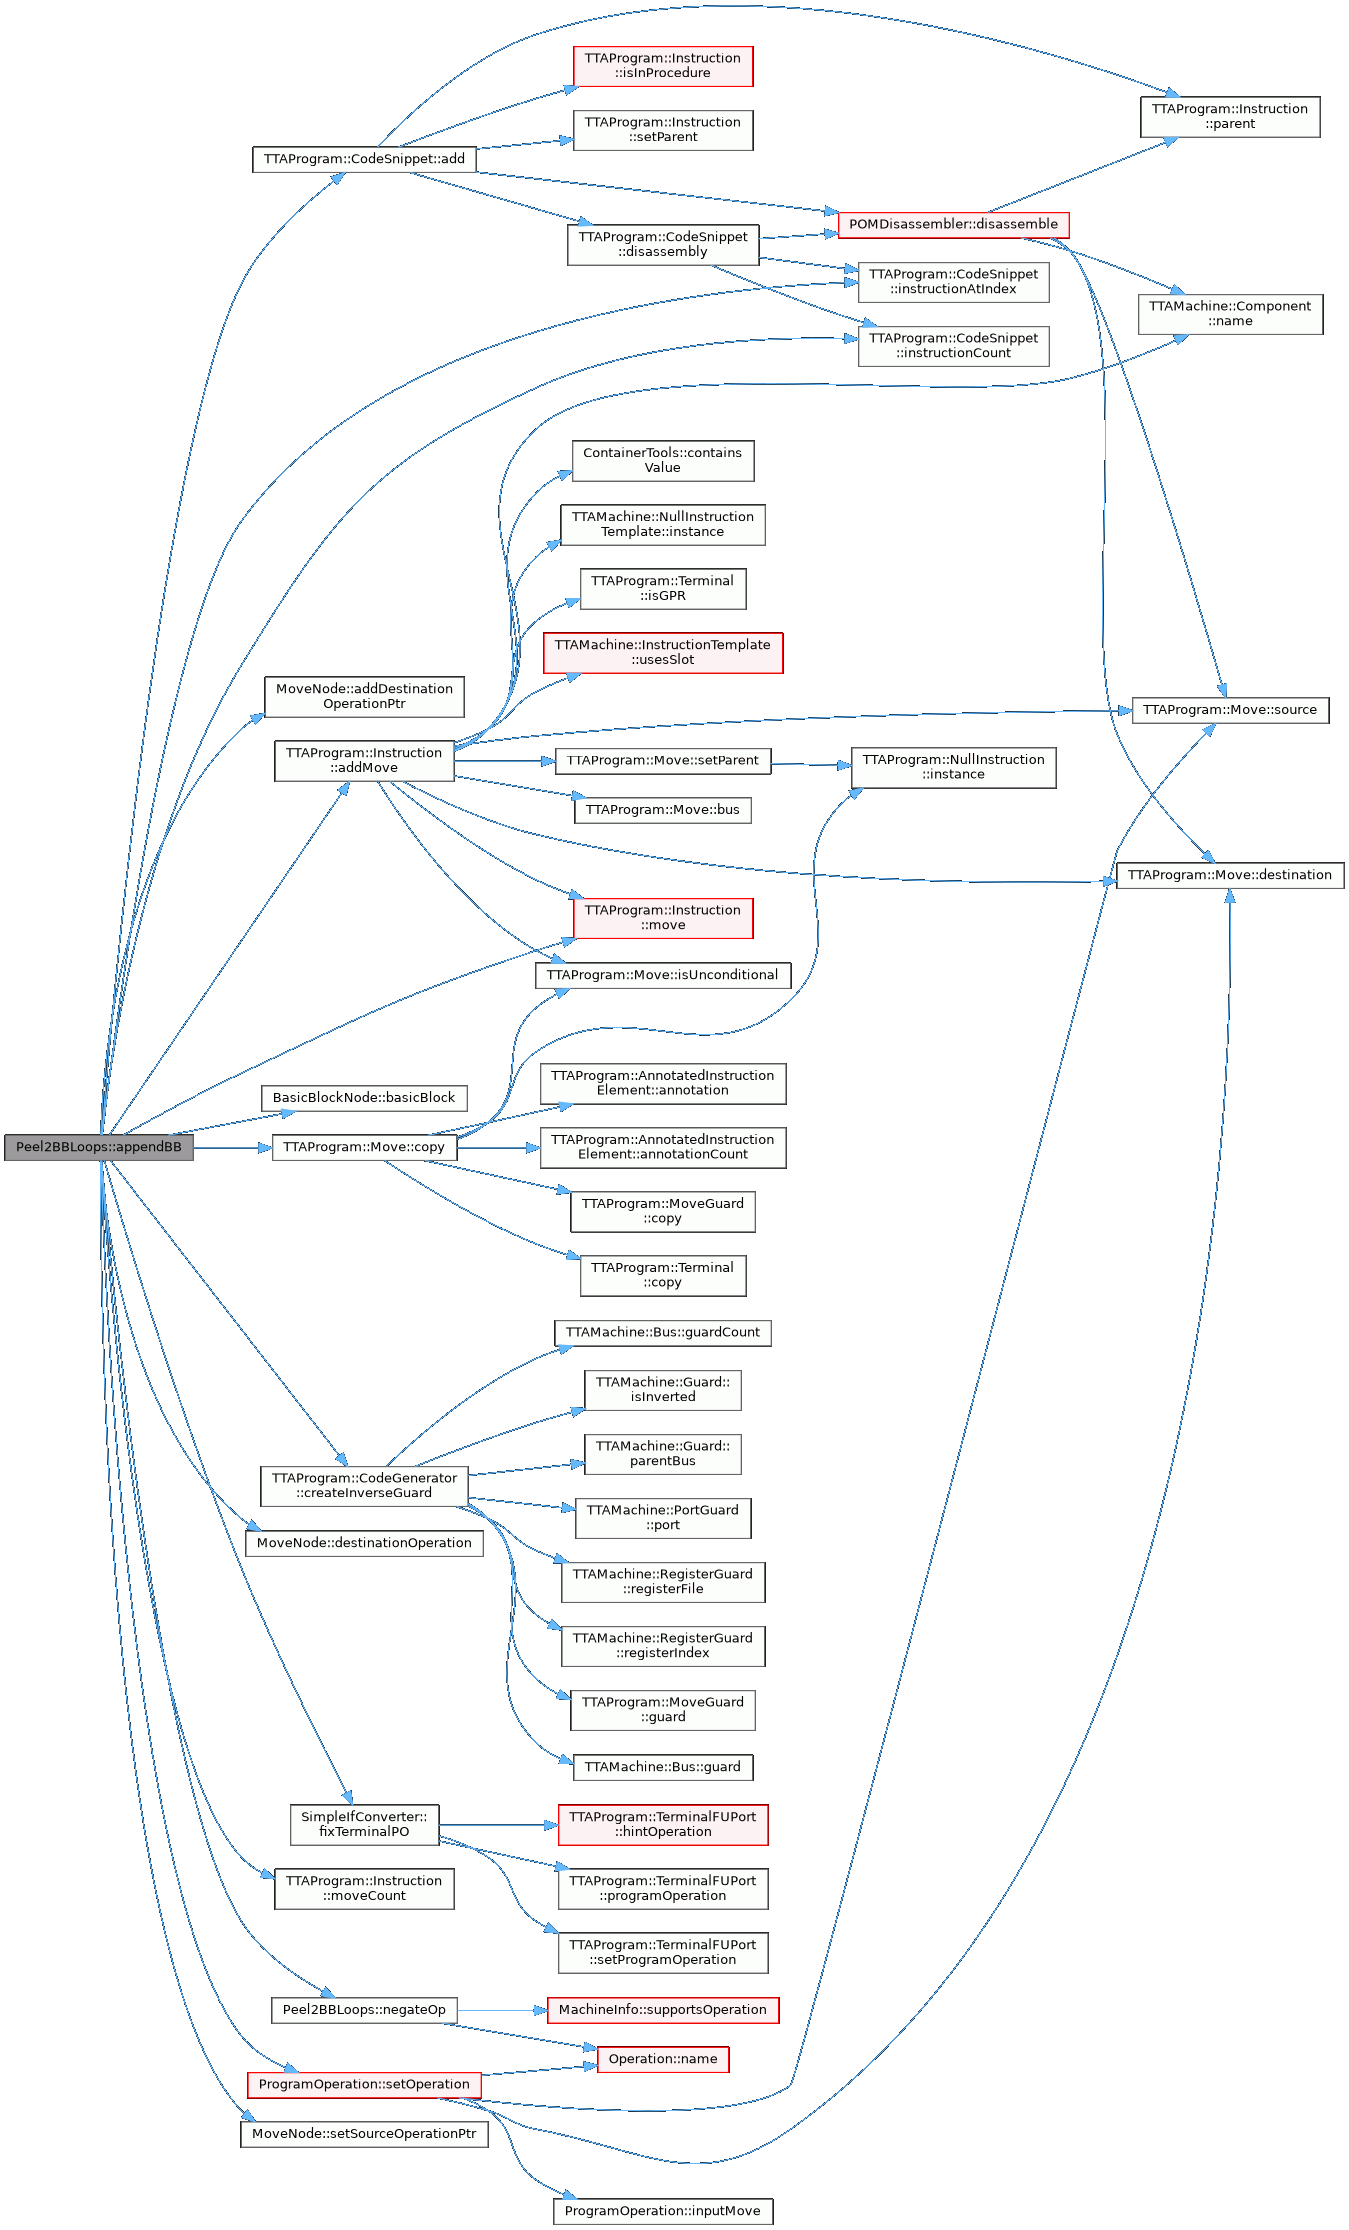 TTAProgram::Instruction
::isInProcedure
TTAProgram::Instruction
::parent
TTAProgram::Instruction
::setParent
TTAProgram::CodeSnippet::add
POMDisassembler::disassemble
TTAProgram::CodeSnippet
::disassembly
TTAProgram::CodeSnippet
::instructionAtIndex
TTAMachine::Component
::name
TTAProgram::CodeSnippet
::instructionCount
ContainerTools::contains
Value
TTAMachine::NullInstruction
Template::instance
TTAProgram::Terminal
::isGPR
TTAMachine::InstructionTemplate
::usesSlot
MoveNode::addDestination
OperationPtr
TTAProgram::Move::source
TTAProgram::Instruction
::addMove
TTAProgram::Move::setParent
TTAProgram::NullInstruction
::instance
TTAProgram::Move::bus
TTAProgram::Move::destination
TTAProgram::Instruction
::move
TTAProgram::Move::isUnconditional
TTAProgram::AnnotatedInstruction
Element::annotation
BasicBlockNode::basicBlock
Peel2BBLoops::appendBB
TTAProgram::Move::copy
TTAProgram::AnnotatedInstruction
Element::annotationCount
TTAProgram::MoveGuard
::copy
TTAProgram::Terminal
::copy
TTAMachine::Bus::guardCount
TTAMachine::Guard::
isInverted
TTAMachine::Guard::
parentBus
TTAProgram::CodeGenerator
::createInverseGuard
TTAMachine::PortGuard
::port
MoveNode::destinationOperation
TTAMachine::RegisterGuard
::registerFile
TTAMachine::RegisterGuard
::registerIndex
TTAProgram::MoveGuard
::guard
TTAMachine::Bus::guard
SimpleIfConverter::
fixTerminalPO
TTAProgram::TerminalFUPort
::hintOperation
TTAProgram::Instruction
::moveCount
TTAProgram::TerminalFUPort
::programOperation
TTAProgram::TerminalFUPort
::setProgramOperation
Peel2BBLoops::negateOp
MachineInfo::supportsOperation
Operation::name
ProgramOperation::setOperation
MoveNode::setSourceOperationPtr
ProgramOperation::inputMove